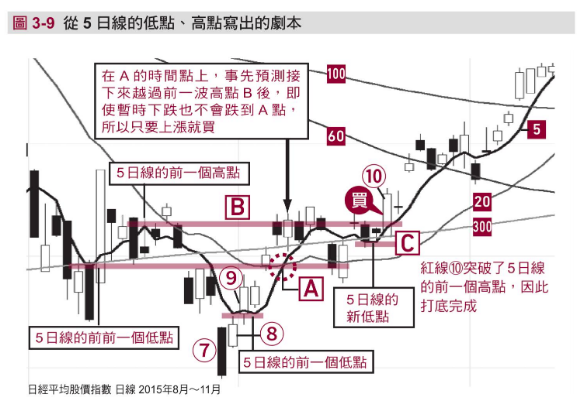 圖 3-9 從 5 日線的低點、高點寫出的劇本
在 A 的時間點上，事先預測接
下來越過前一波高點 B 後，即
使暫時下跌也不會跌到 A 點，
所以只要上漲就買
100
60
5
5日線的前一個高點
⑩
買
B
20
300
C
A
紅線⑩突破了5日線
的前一個高點，因此
打底完成
⑨
5日線的
新低點
5日線的前前一個低點
⑦
⑧
5日線的前一個低點
日經平均股價指數 日線 2015年8月～11月